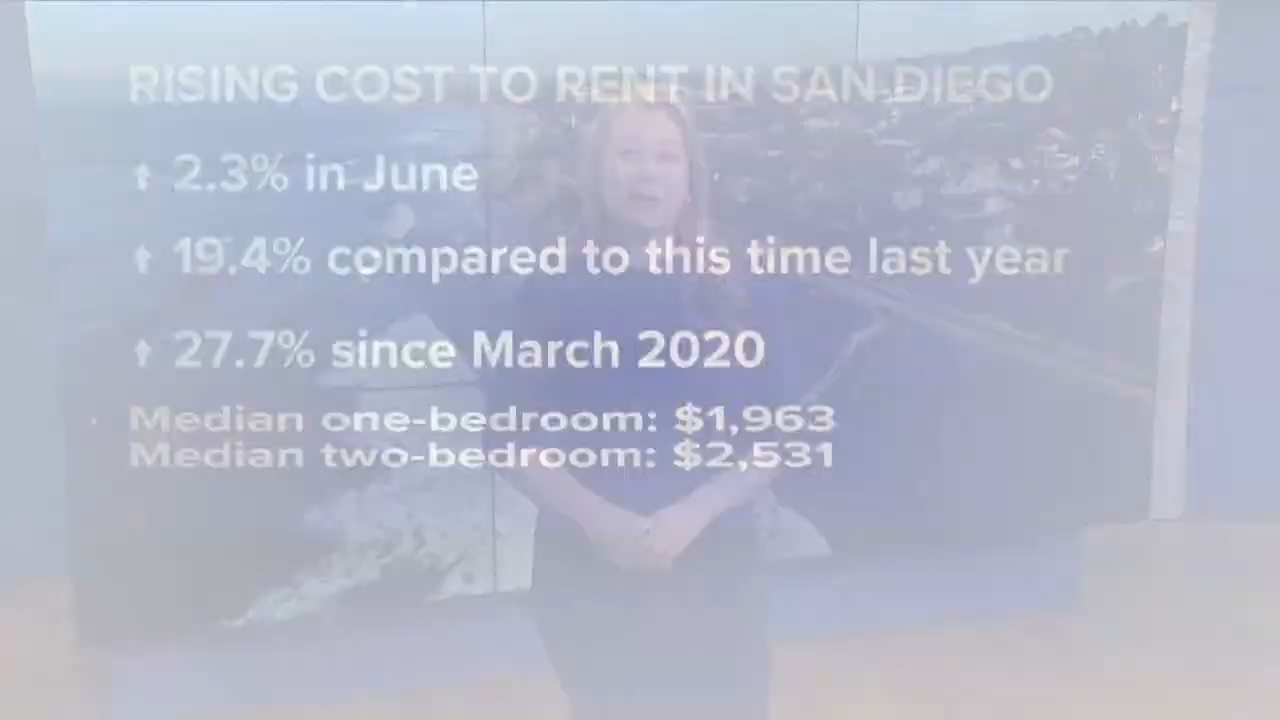 RISING COST TO RENT IN SAN DIEGO
↑ 2.3% in June
↑ 19.4% compared to this time last year
↑ 27.7% since March 2020
Median one-bedroom: $1,963
Median two-bedroom: $2,531